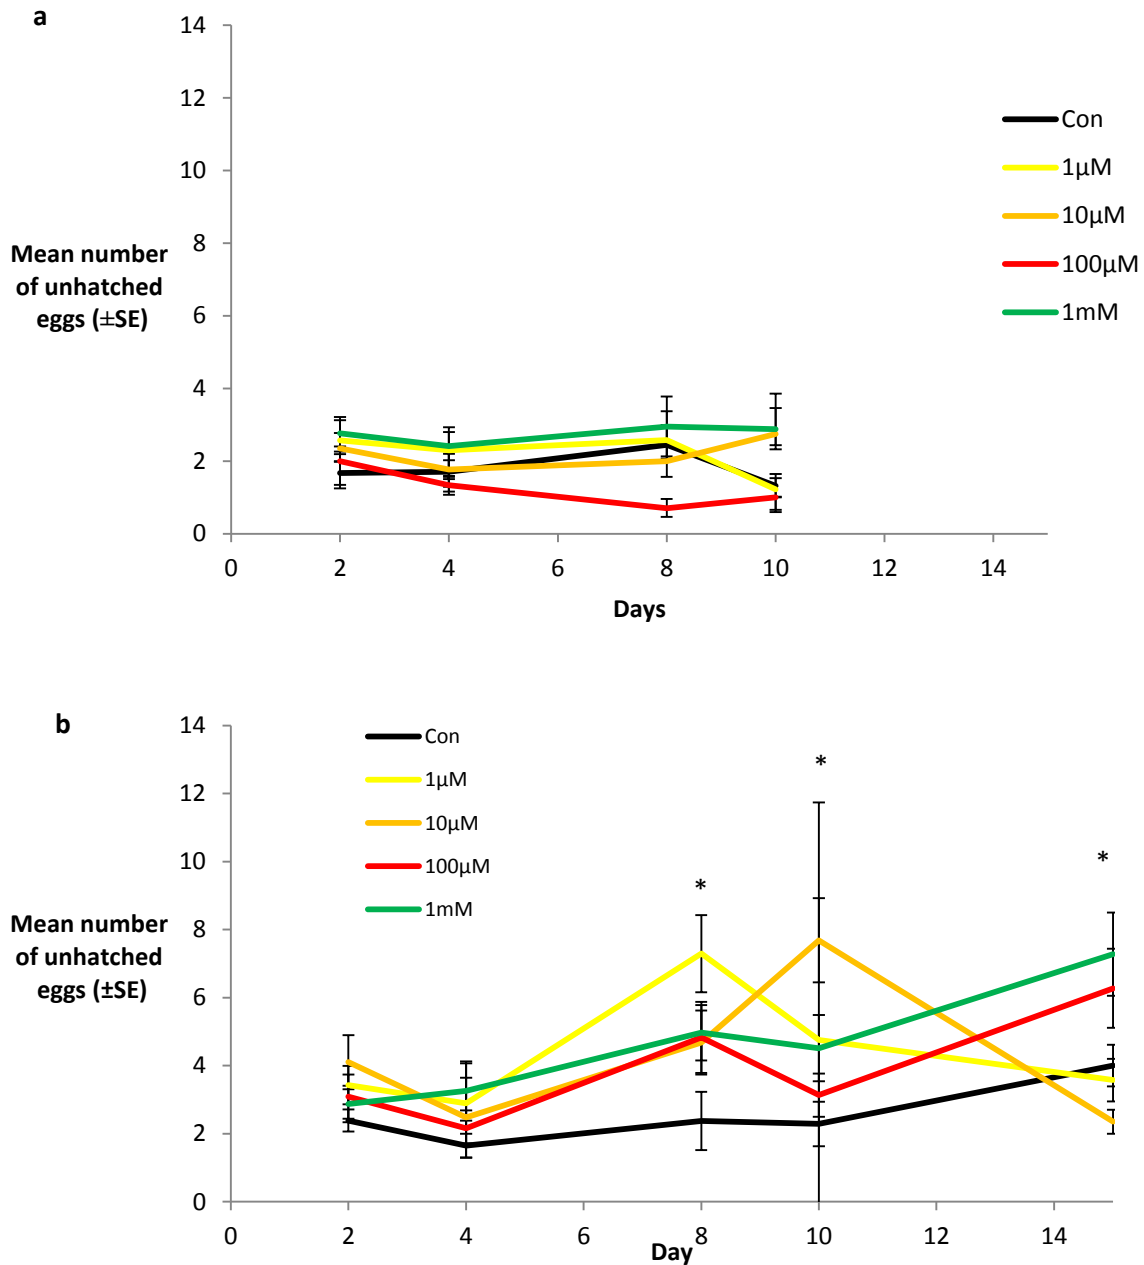 a
14
12
10
8
6
4
2
0
Mean number
of unhatched
eggs (±SE)
Con
1µM
10µM
100µM
1mM
0 2 4 6 8 10 12 14
Days
b
14
12
10
8
6
4
2
0
Mean number
of unhatched
eggs (±SE)
Con
1µM
10µM
100µM
1mM
*
*
*
0 2 4 6 8 10 12 14
Day